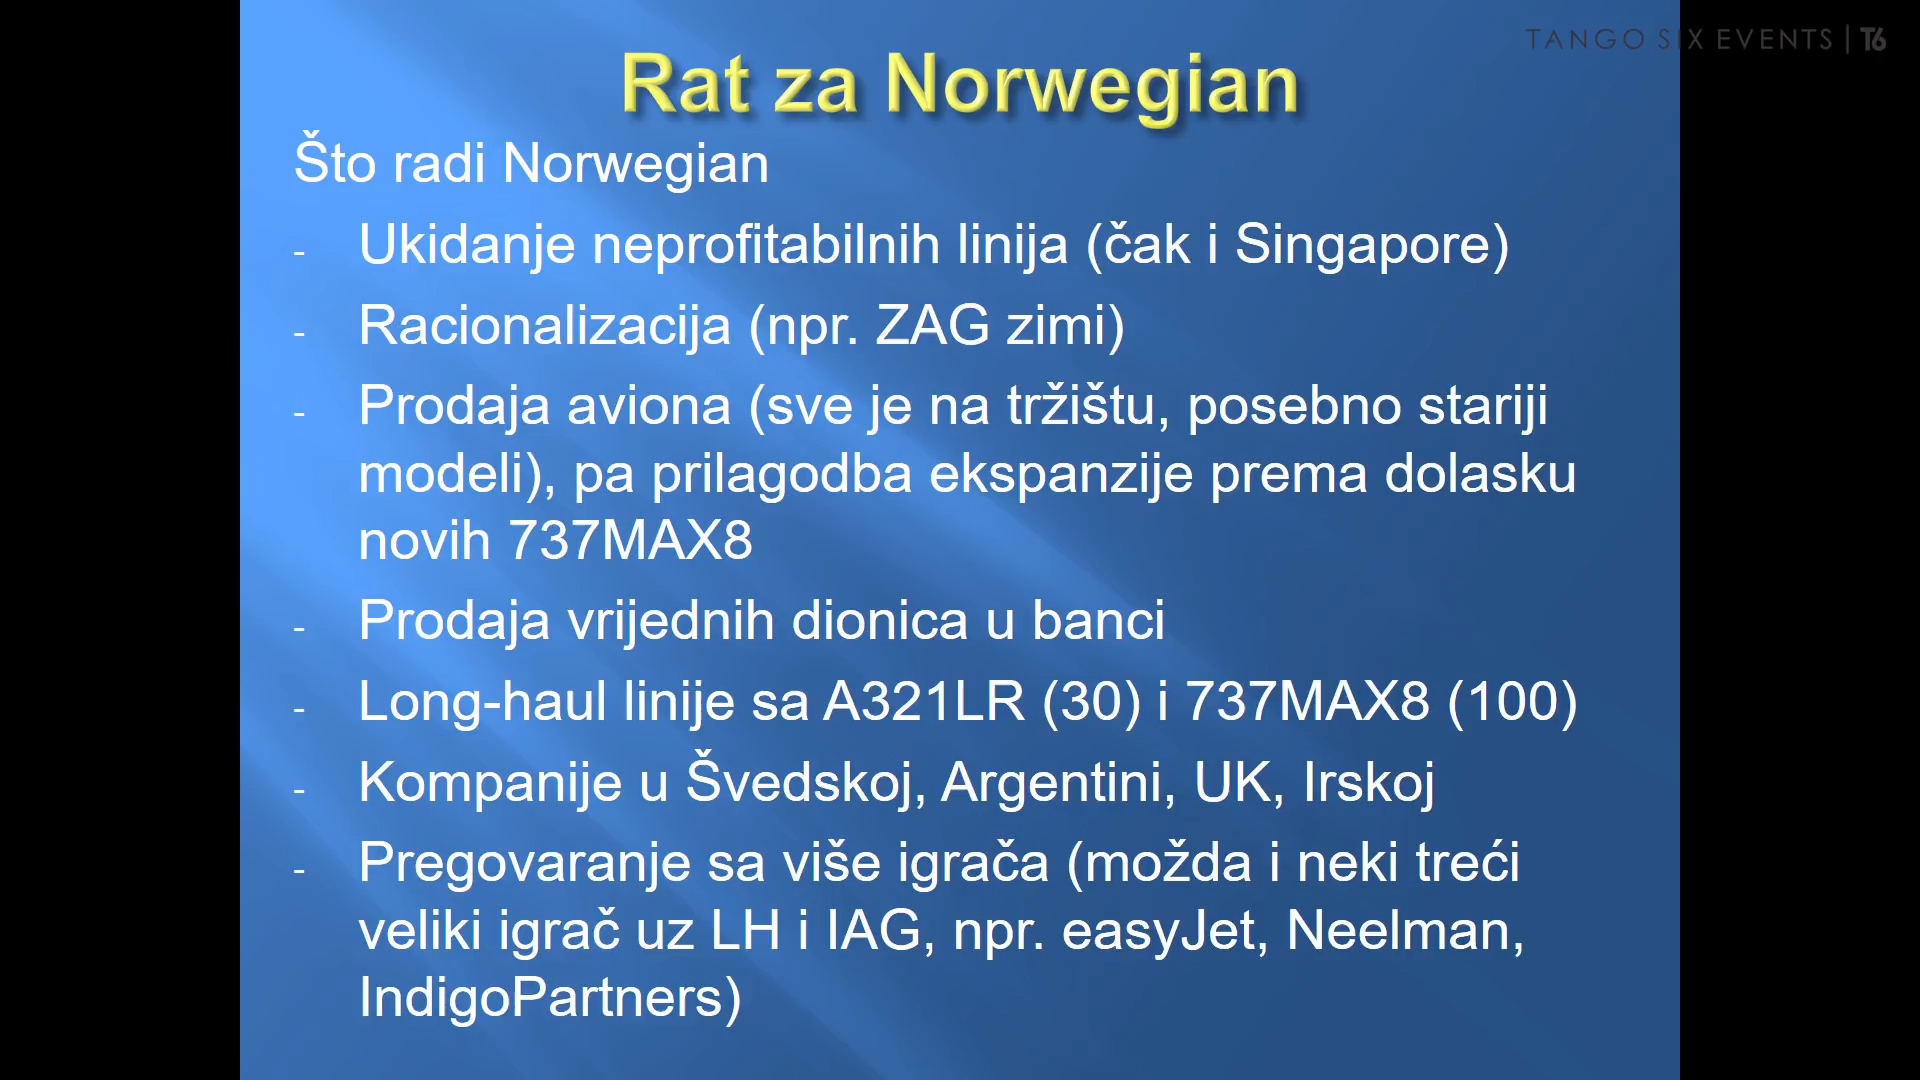 TANGO SIX EVENTS | T6
Rat za Norwegian
Što radi Norwegian
- Ukidanje neprofitabilnih linija (čak i Singapore)
- Racionalizacija (npr. ZAG zimi)
- Prodaja aviona (sve je na tržištu, posebno stariji
modeli), pa prilagodba ekspanzije prema dolasku
novih 737MAX8
- Prodaja vrijednih dionica u banci
- Long-haul linije sa A321LR (30) i 737MAX8 (100)
- Kompanije u Švedskoj, Argentini, UK, Irskoj
- Pregovaranje sa više igrača (možda i neki treći
veliki igrač uz LH i IAG, npr. easyJet, Neelman,
IndigoPartners)